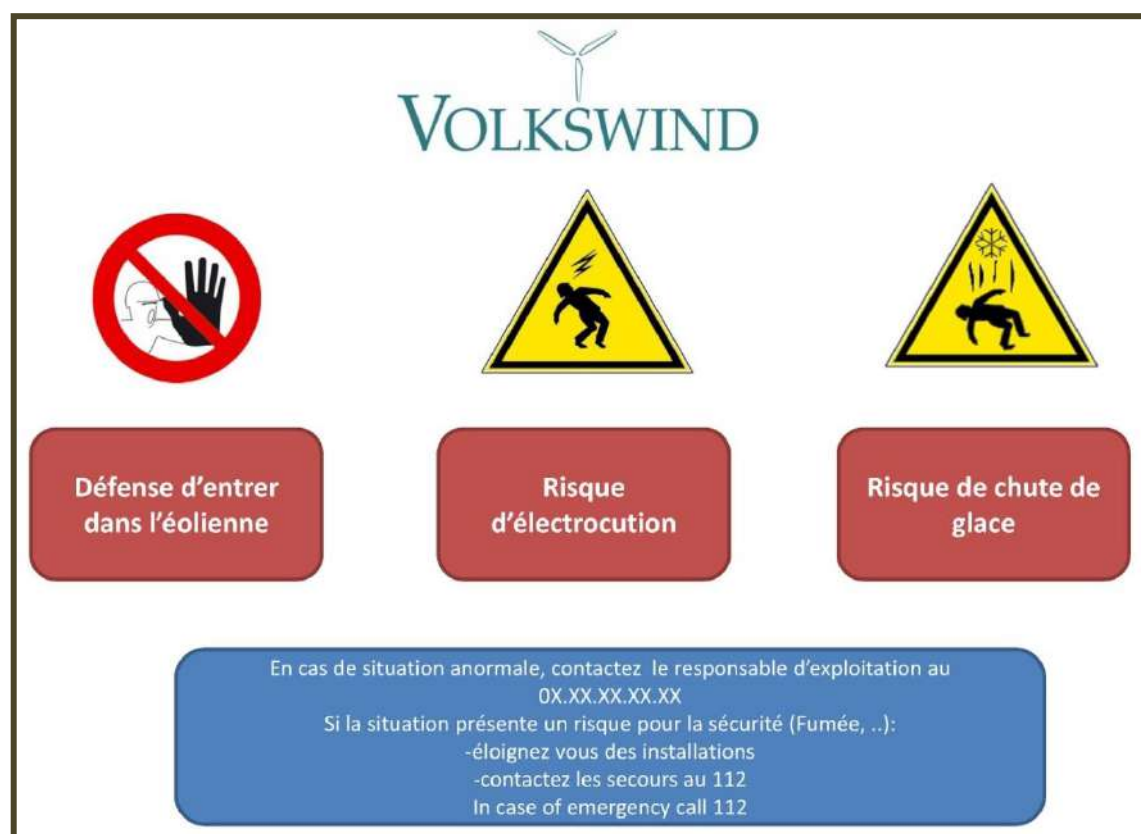 VOLKSWIND
Défense d'entrer
dans l'éolienne
Risque
d'électrocution
Risque de chute de
glace
En cas de situation anormale, contactez le responsable d'exploitation au
0X.XX.XX.XX.XX
Si la situation présente un risque pour la sécurité (Fumée, ..):
-éloignez vous des installations
-contactez les secours au 112
In case of emergency call 112